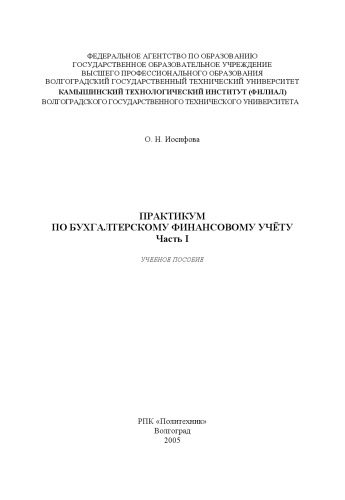 ФЕДЕРАЛЬНОЕ АГЕНТСТВО ПО ОБРАЗОВАНИЮ
ГОСУДАРСТВЕННОЕ ОБРАЗОВАТЕЛЬНОЕ УЧРЕЖДЕНИЕ
ВЫСШЕГО ПРОФЕССИОНАЛЬНОГО ОБРАЗОВАНИЯ
ВОЛГОГРАДСКИЙ ГОСУДАРСТВЕННЫЙ ТЕХНИЧЕСКИЙ УНИВЕРСИТЕТ
КАМЫШИНСКИЙ ТЕХНОЛОГИЧЕСКИЙ ИНСТИТУТ (ФИЛИАЛ)
ВОЛГОГРАДСКОГО ГОСУДАРСТВЕННОГО ТЕХНИЧЕСКОГО УНИВЕРСИТЕТА
О. Н. Иосифова
ПРАКТИКУМ
ПО БУХГАЛТЕРСКОМУ ФИНАНСОВОМУ УЧЁТУ
Часть I
УЧЕБНОЕ ПОСОБИЕ
РПК «Политехник»
Волгоград
2005